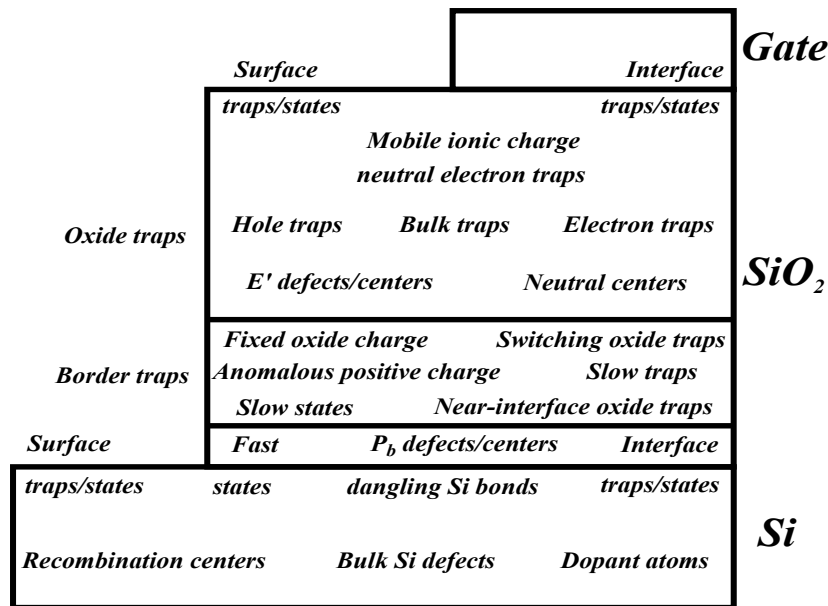 Gate
Surface Interface
traps/states traps/states
Mobile ionic charge
neutral electron traps
Hole traps Bulk traps Electron traps
Oxide traps
E' defects/centers Neutral centers
SiO₂
Fixed oxide charge Switching oxide traps
Border traps Anomalous positive charge Slow traps
Slow states Near-interface oxide traps
Surface Fast P_b defects/centers Interface
traps/states states dangling Si bonds traps/states
Si
Recombination centers Bulk Si defects Dopant atoms